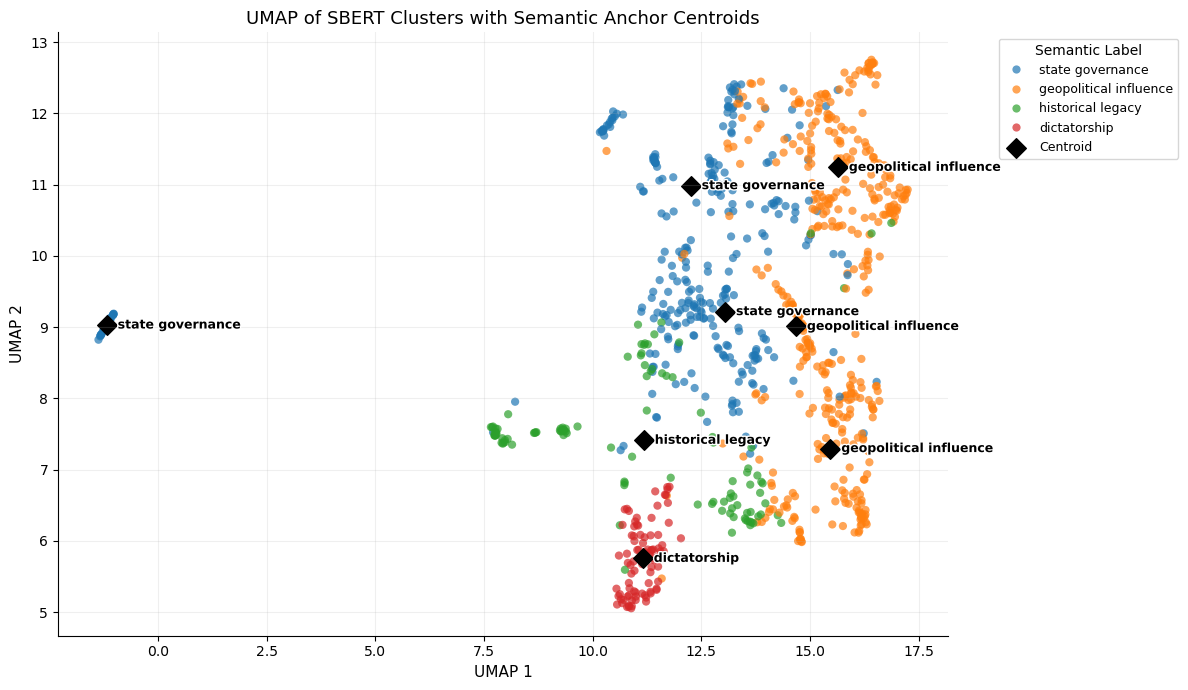 UMAP of SBERT Clusters with Semantic Anchor Centroids
13
12
11
10
9
8
7
6
5
UMAP 2
0.0
2.5
5.0
7.5
10.0
12.5
15.0
17.5
UMAP 1
geopolitical influence
state governance
state governance
state governance
geopolitical influence
historical legacy
geopolitical influence
dictatorship
Semantic Label
state governance
geopolitical influence
historical legacy
dictatorship
Centroid